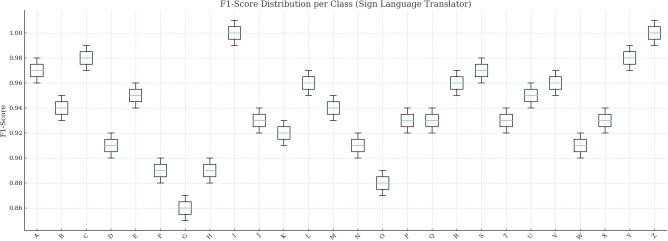 F1-Score Distribution per Class (Sign Language Translator)
F1-Score
1.00
0.98
0.96
0.94
0.92
0.90
0.88
0.86
A B C D E F G H I J K L M N O P Q R S T U V W X Y Z